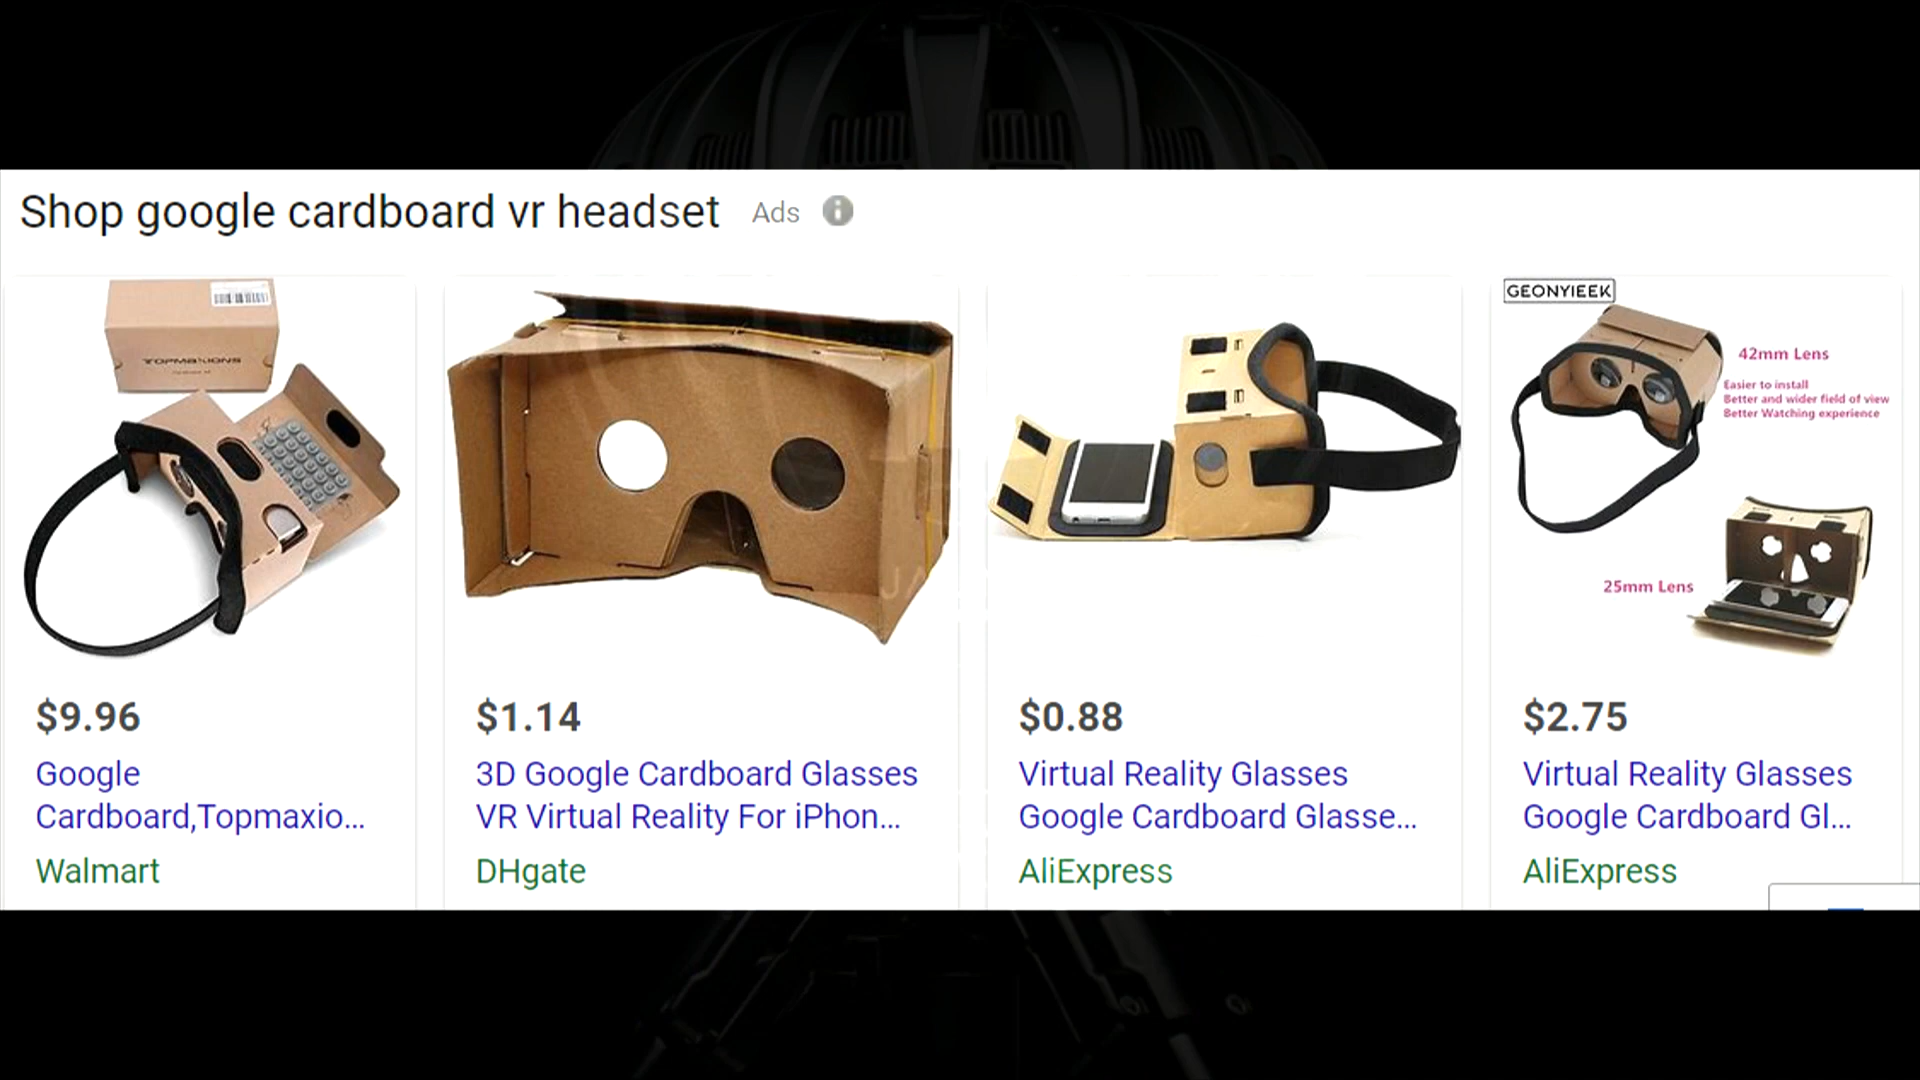 Shop google cardboard vr headset Ads
GEONYIEEK
TOPMAXIONS
42mm Lens
Easier to install
Better and wider field of view
Better Watching experience
25mm Lens
$9.96
Google
Cardboard,Topmaxio...
Walmart
$1.14
3D Google Cardboard Glasses
VR Virtual Reality For iPhon...
DHgate
$0.88
Virtual Reality Glasses
Google Cardboard Glasse...
AliExpress
$2.75
Virtual Reality Glasses
Google Cardboard Gl...
AliExpress